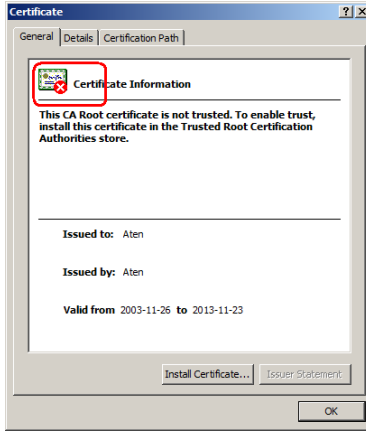 Certificate
General Details Certification Path
Certificate Information
This CA Root certificate is not trusted. To enable trust,
install this certificate in the Trusted Root Certification
Authorities store.
Issued to: Aten
Issued by: Aten
Valid from 2003-11-26 to 2013-11-23
Install Certificate... Issuer Statement
OK